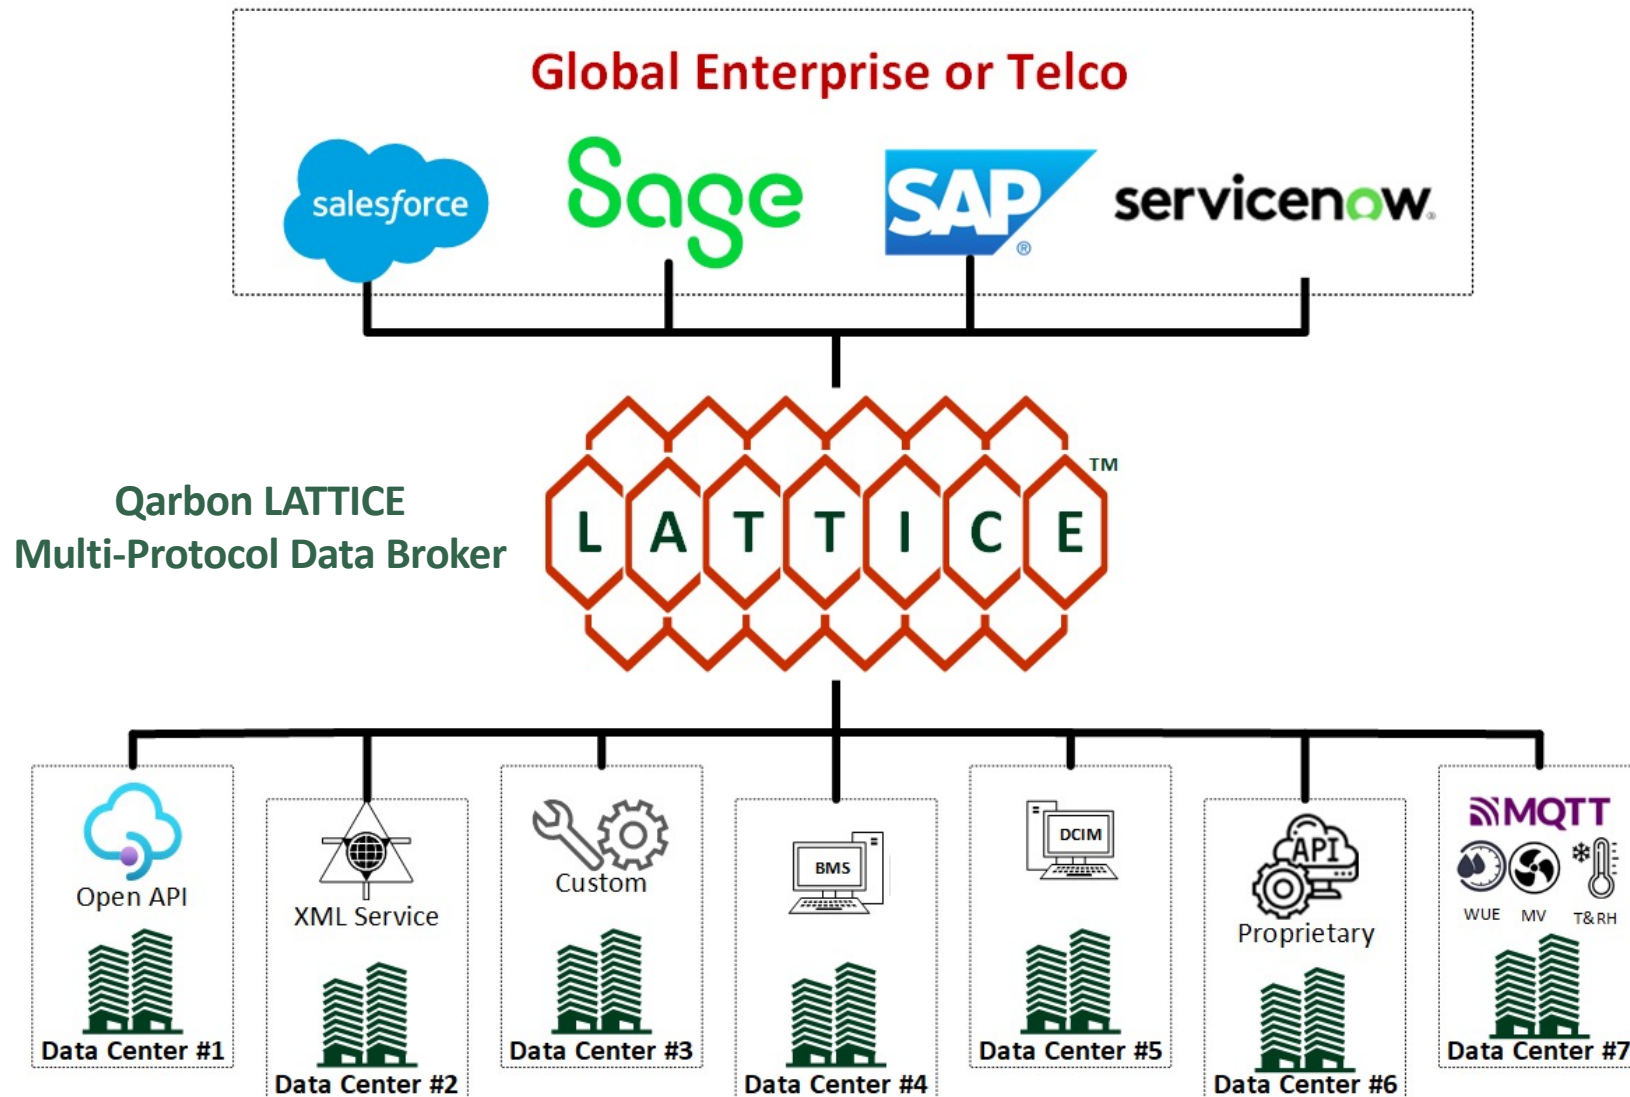 Global Enterprise or Telco
salesforce
Sage
SAP®
servicenow®
Qarbon LATTICE
Multi-Protocol Data Broker
LATTICE™
Open API
Data Center #1
XML Service
Data Center #2
Custom
Data Center #3
BMS
Data Center #4
DCIM
Data Center #5
API
Proprietary
Data Center #6
MQTT
WUE MV T&RH
Data Center #7